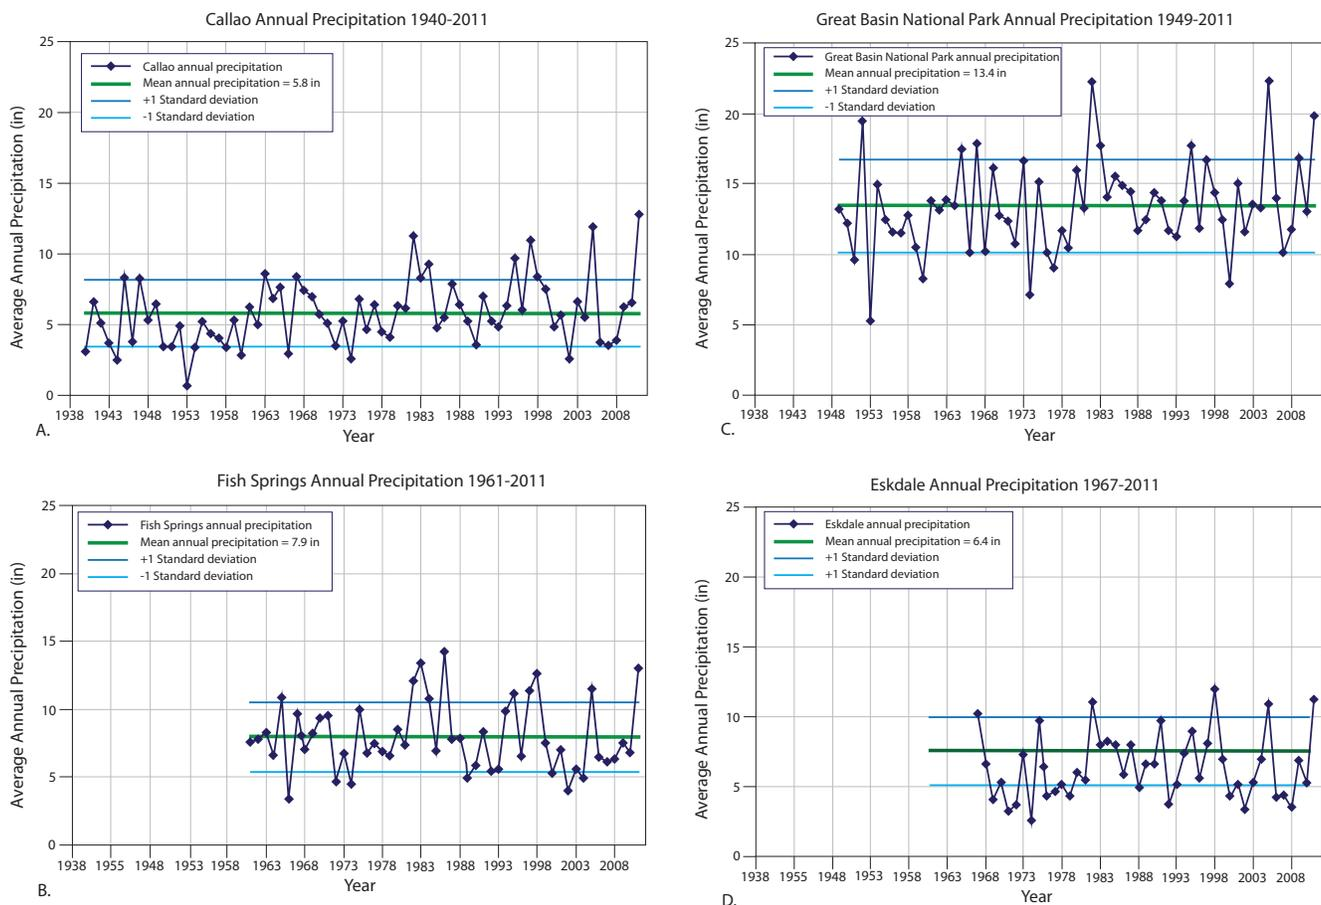 Callao Annual Precipitation 1940-2011
25
20
15
10
5
0
Average Annual Precipitation (in)
Callao annual precipitation
Mean annual precipitation = 5.8 in
+1 Standard deviation
-1 Standard deviation
1938 1943 1948 1953 1958 1963 1968 1973 1978 1983 1988 1993 1998 2003 2008
Year
A.
Great Basin National Park Annual Precipitation 1949-2011
25
20
15
10
5
0
Average Annual Precipitation (in)
Great Basin National Park annual precipitation
Mean annual precipitation = 13.4 in
+1 Standard deviation
-1 Standard deviation
1938 1943 1948 1953 1958 1963 1968 1973 1978 1983 1988 1993 1998 2003 2008
Year
C.
Fish Springs Annual Precipitation 1961-2011
25
20
15
10
5
0
Average Annual Precipitation (in)
Fish Springs annual precipitation
Mean annual precipitation = 7.9 in
+1 Standard deviation
-1 Standard deviation
1938 1955 1948 1953 1958 1963 1968 1973 1978 1983 1988 1993 1998 2003 2008
Year
B.
Eskdale Annual Precipitation 1967-2011
25
20
15
10
5
0
Average Annual Precipitation (in)
Eskdale annual precipitation
Mean annual precipitation = 6.4 in
+1 Standard deviation
+1 Standard deviation
1938 1955 1948 1953 1958 1963 1968 1973 1978 1983 1988 1993 1998 2003 2008
Year
D.